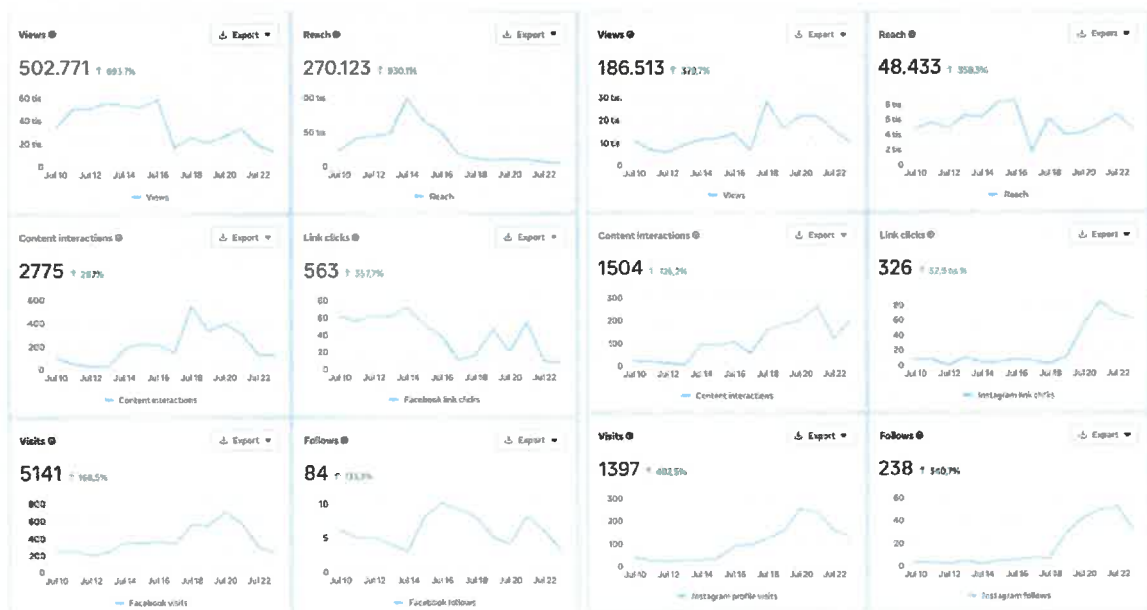 Views
Export
502.771
60 tis
40 tis
20 tis
0
Jul 10 Jul 12 Jul 14 Jul 16 Jul 18 Jul 20 Jul 22
Views
Reach
Export
270.123
50 tis
0
Jul 10 Jul 12 Jul 14 Jul 16 Jul 18 Jul 20 Jul 22
Reach
Views
Export
186.513
30 tis.
20 tis
10 tis
0
Jul 10 Jul 12 Jul 14 Jul 16 Jul 18 Jul 20 Jul 22
Views
Reach
Export
48.433
6 tis
4 tis
2 tis
0
Jul 10 Jul 12 Jul 14 Jul 16 Jul 18 Jul 20 Jul 22
Reach
Content interactions
Export
2775
600
400
200
0
Jul 10 Jul 12 Jul 14 Jul 16 Jul 18 Jul 20 Jul 22
Content interactions
Link clicks
Export
563
80
60
40
20
0
Jul 10 Jul 12 Jul 14 Jul 16 Jul 18 Jul 20 Jul 22
Facebook link clicks
Content interactions
Export
1504
300
200
100
0
Jul 10 Jul 12 Jul 14 Jul 16 Jul 18 Jul 20 Jul 22
Content interactions
Link clicks
Export
326
80
60
40
20
0
Jul 10 Jul 12 Jul 14 Jul 16 Jul 18 Jul 20 Jul 22
Instagram link clicks
Visits
Export
5141
800
600
400
200
0
Jul 10 Jul 12 Jul 14 Jul 16 Jul 18 Jul 20 Jul 22
Facebook visits
Follows
Export
84
10
5
0
Jul 10 Jul 12 Jul 14 Jul 16 Jul 18 Jul 20 Jul 22
Facebook follows
Visits
Export
1397
300
200
100
0
Jul 10 Jul 12 Jul 14 Jul 16 Jul 18 Jul 20 Jul 22
Instagram profile visits
Follows
Export
238
60
40
20
0
Jul 10 Jul 12 Jul 14 Jul 16 Jul 18 Jul 20 Jul 22
Instagram follows